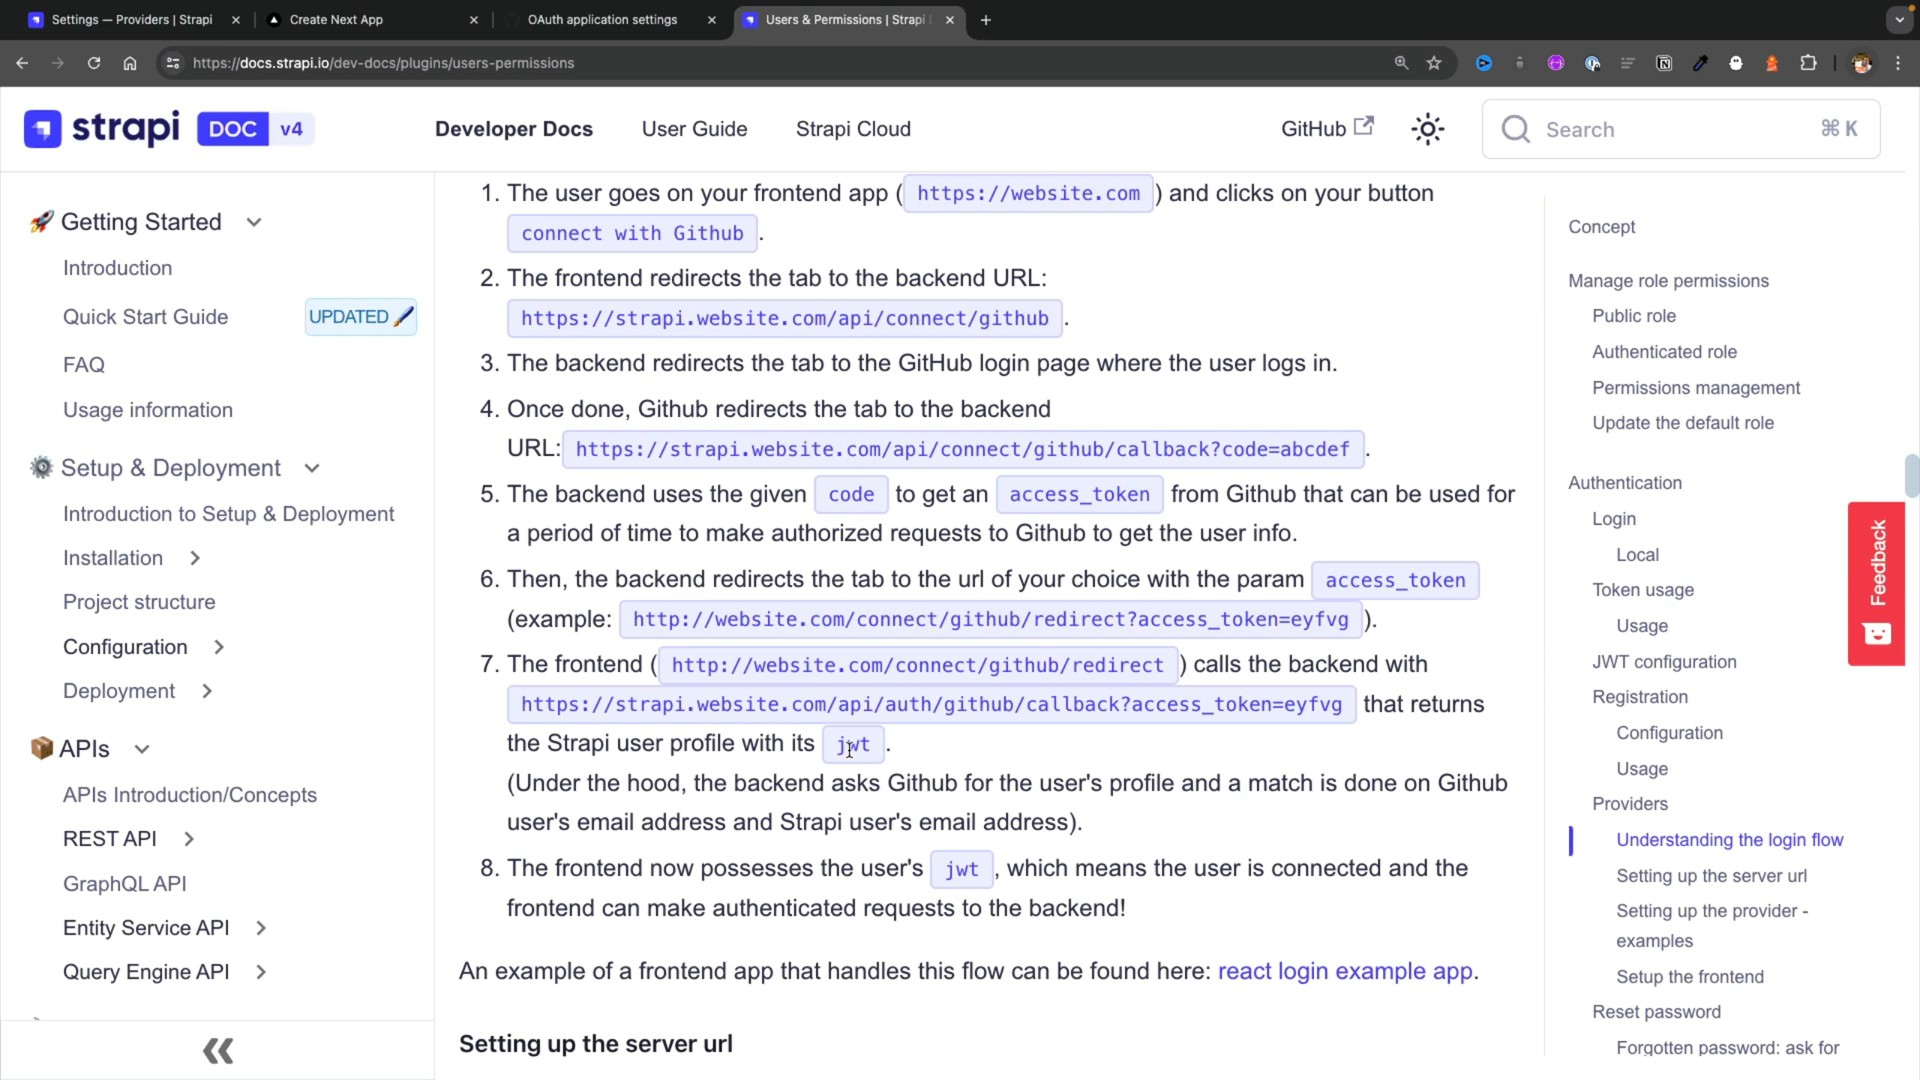 Settings — Providers | Strapi
Create Next App
OAuth application settings
Users & Permissions | Strapi
https://docs.strapi.io/dev-docs/plugins/users-permissions
strapi DOC v4
Developer Docs
User Guide
Strapi Cloud
GitHub
Search
⌘ K
🚀 Getting Started
Introduction
Quick Start Guide
UPDATED 🖌️
FAQ
Usage information
⚙️ Setup & Deployment
Introduction to Setup & Deployment
Installation
Project structure
Configuration
Deployment
📦 APIs
APIs Introduction/Concepts
REST API
GraphQL API
Entity Service API
Query Engine API
1. The user goes on your frontend app ( https://website.com ) and clicks on your button
connect with Github .
2. The frontend redirects the tab to the backend URL:
https://strapi.website.com/api/connect/github .
3. The backend redirects the tab to the GitHub login page where the user logs in.
4. Once done, Github redirects the tab to the backend
URL: https://strapi.website.com/api/connect/github/callback?code=abcdef .
5. The backend uses the given code to get an access_token from Github that can be used for
a period of time to make authorized requests to Github to get the user info.
6. Then, the backend redirects the tab to the url of your choice with the param access_token
(example: http://website.com/connect/github/redirect?access_token=eyfvg ).
7. The frontend ( http://website.com/connect/github/redirect ) calls the backend with
https://strapi.website.com/api/auth/github/callback?access_token=eyfvg that returns
the Strapi user profile with its jwt .
(Under the hood, the backend asks Github for the user's profile and a match is done on Github
user's email address and Strapi user's email address).
8. The frontend now possesses the user's jwt , which means the user is connected and the
frontend can make authenticated requests to the backend!
An example of a frontend app that handles this flow can be found here: react login example app.
Setting up the server url
Concept
Manage role permissions
Public role
Authenticated role
Permissions management
Update the default role
Authentication
Login
Local
Token usage
Usage
JWT configuration
Registration
Configuration
Usage
Providers
Understanding the login flow
Setting up the server url
Setting up the provider -
examples
Setup the frontend
Reset password
Forgotten password: ask for
Feedback